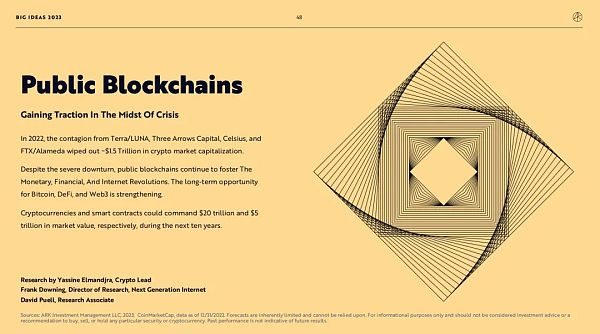 BIG IDEAS 2023
48
Public Blockchains
Gaining Traction In The Midst Of Crisis
In 2022, the contagion from Terra/LUNA, Three Arrows Capital, Celsius, and
FTX/Alameda wiped out ~$1.5 Trillion in crypto market capitalization.
Despite the severe downturn, public blockchains continue to foster The
Monetary, Financial, And Internet Revolutions. The long-term opportunity
for Bitcoin, DeFi, and Web3 is strengthening.
Cryptocurrencies and smart contracts could command $20 trillion and $5
trillion in market value, respectively, during the next ten years.
Research by Yassine Elmandjra, Crypto Lead
Frank Downing, Director of Research, Next Generation Internet
David Puell, Research Associate
Sources: ARK Investment Management LLC, 2023. CoinMarketCap, data as of 12/31/2022. Forecasts are inherently limited and cannot be relied upon. For informational purposes only and should not be considered investment advice or a
recommendation to buy, sell, or hold any particular security or cryptocurrency. Past performance is not indicative of future results.